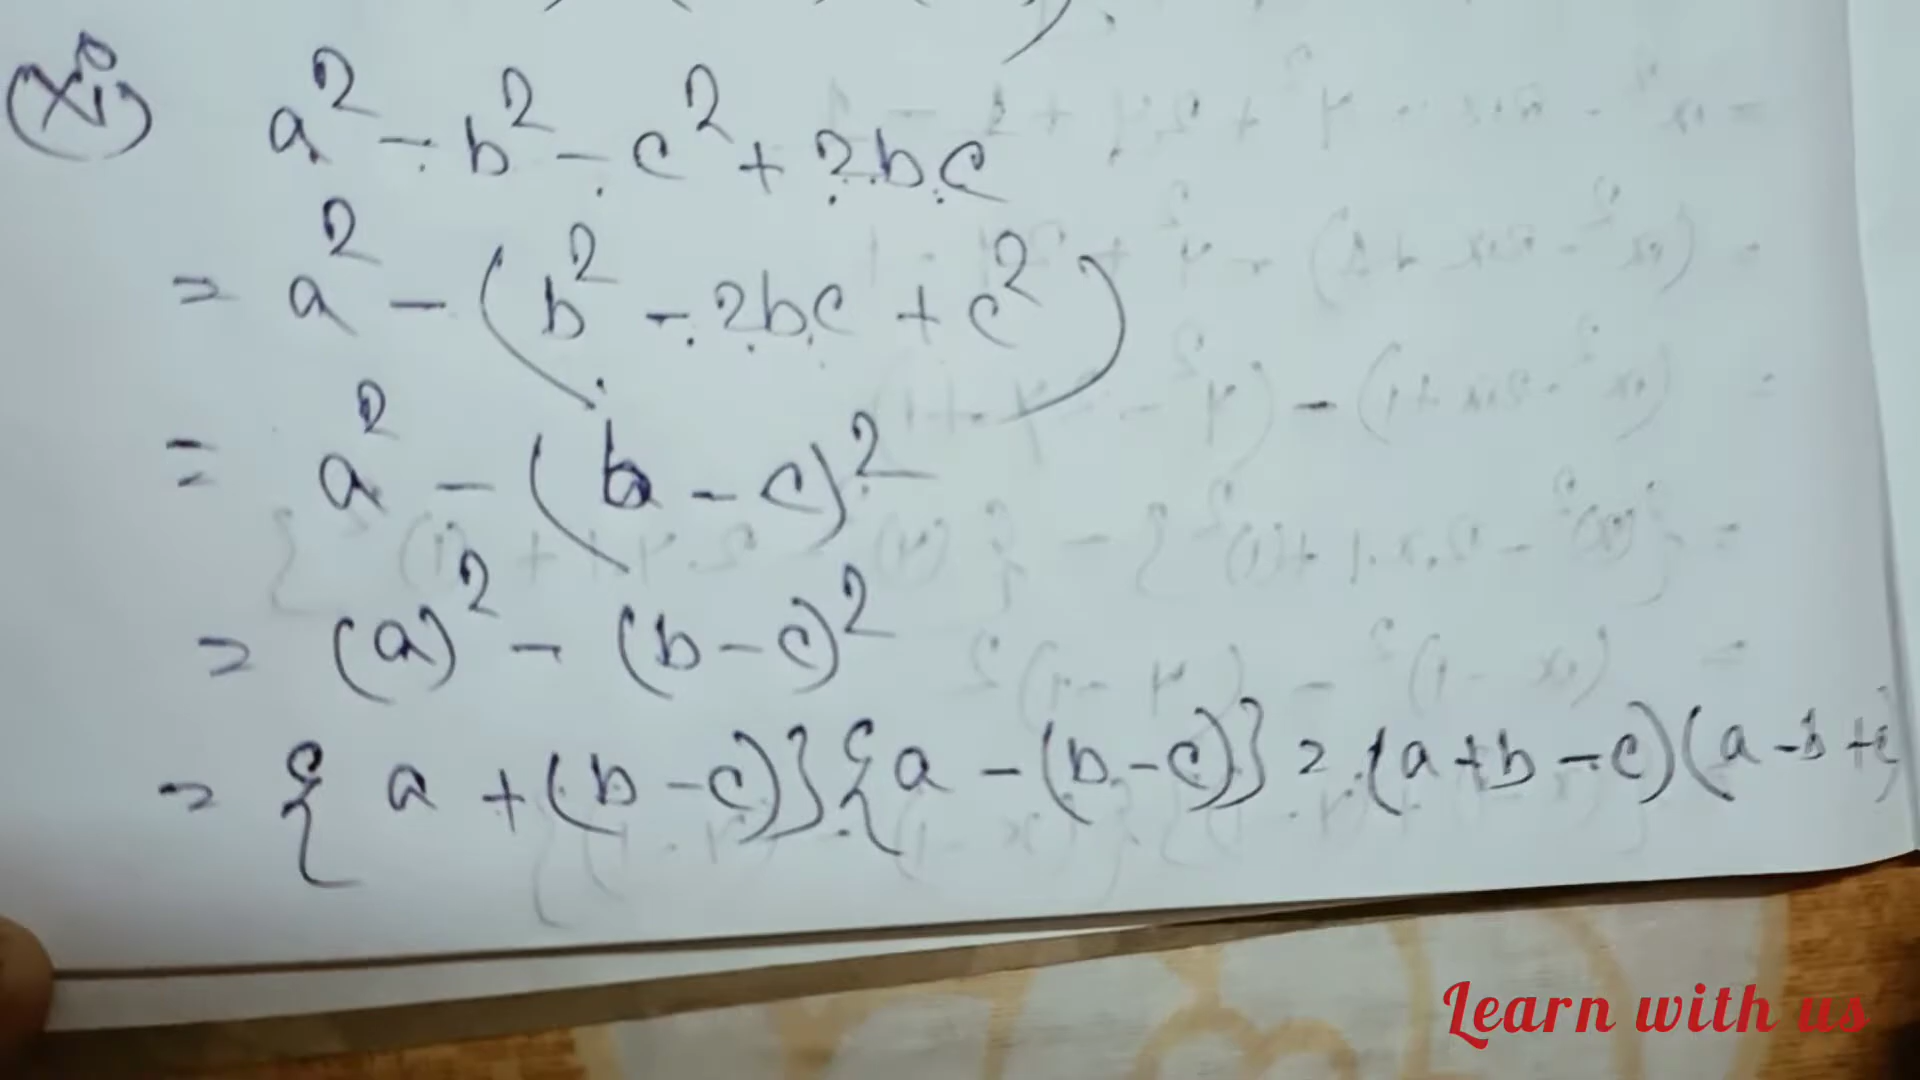 (xi) a² - b² - c² + 2bc
= a² - (b² - 2bc + c²)
= a² - (b - c)²
= (a)² - (b - c)²
= { a + (b - c)}{a - (b - c)} = (a + b - c)(a - b + c)
Learn with us